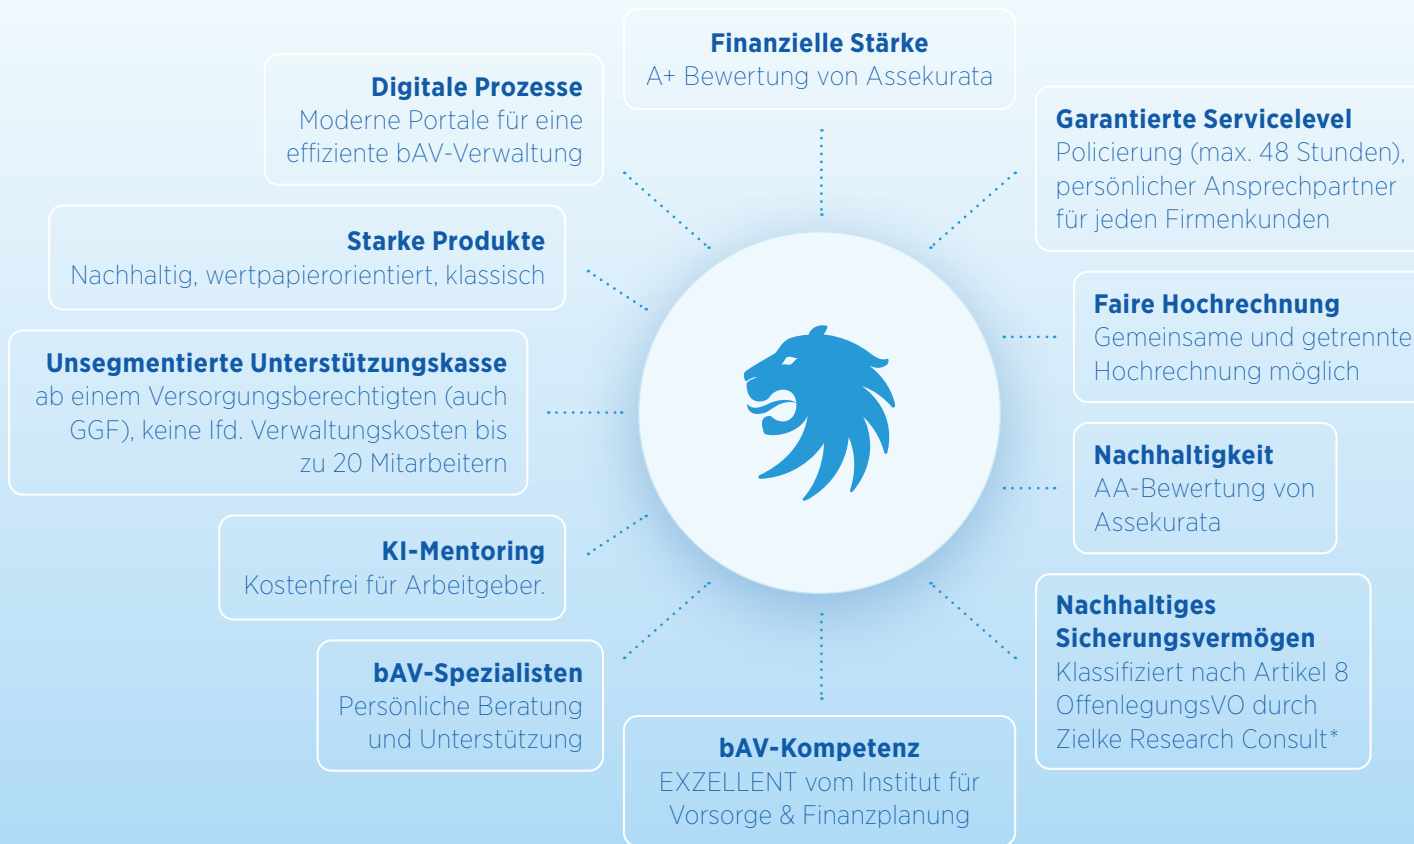 Finanzielle Stärke
A+ Bewertung von Assekurata
Digitale Prozesse
Moderne Portale für eine
effiziente bAV-Verwaltung
Garantierte Servicelevel
Policierung (max. 48 Stunden),
persönlicher Ansprechpartner
für jeden Firmenkunden
Starke Produkte
Nachhaltig, wertpapierorientiert, klassisch
Faire Hochrechnung
Gemeinsame und getrennte
Hochrechnung möglich
Unsegmentierte Unterstützungskasse
ab einem Versorgungsberechtigten (auch
GGF), keine lfd. Verwaltungskosten bis
zu 20 Mitarbeitern
Nachhaltigkeit
AA-Bewertung von
Assekurata
KI-Mentoring
Kostenfrei für Arbeitgeber.
Nachhaltiges
Sicherungsvermögen
Klassifiziert nach Artikel 8
OffenlegungsVO durch
Zielke Research Consult*
bAV-Spezialisten
Persönliche Beratung
und Unterstützung
bAV-Kompetenz
EXZELLENT vom Institut für
Vorsorge & Finanzplanung